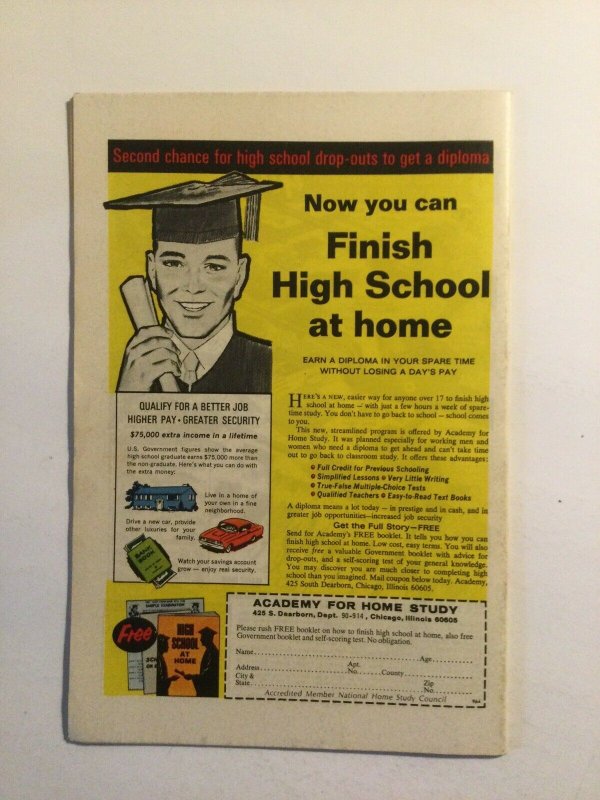 Second chance for high school drop-outs to get a diploma
Now you can
Finish
High School
at home
EARN A DIPLOMA IN YOUR SPARE TIME
WITHOUT LOSING A DAY'S PAY
HERE'S A NEW, easier way for anyone over 17 to finish high
school at home — with just a few hours a week of spare-
time study. You don't have to go back to school — school comes
to you.
This new, streamlined program is offered by Academy for
Home Study. It was planned especially for working men and
women who need a diploma to get ahead and can't take time
out to go back to classroom study. It offers these advantages:
• Full Credit for Previous Schooling
• Simplified Lessons • Very Little Writing
• True-False Multiple-Choice Tests
• Qualified Teachers • Easy-to-Read Text Books
A diploma means a lot today — in prestige and in cash, and in
greater job opportunities—increased job security
Get the Full Story—FREE
Send for Academy's FREE booklet. It tells how you can
finish high school at home. Low cost, easy terms. You will also
receive free a valuable Government booklet with advice for
drop-outs, and a self-scoring test of your general knowledge.
You may discover you are much closer to completing high
school than you imagined. Mail coupon below today. Academy,
425 South Dearborn, Chicago, Illinois 60605.
QUALIFY FOR A BETTER JOB
HIGHER PAY • GREATER SECURITY
$75,000 extra income in a lifetime
U.S. Government figures show the average
high school graduate earns $75,000 more than
the non-graduate. Here's what you can do with
the extra money:
Live in a home of
your own in a fine
neighborhood.
Drive a new car, provide
other luxuries for your
family.
BANK
BOOK
Watch your savings account
grow — enjoy real security.
Free
SAMPLE EXAMINATION
HIGH
SCHOOL
AT
HOME
ACADEMY FOR HOME STUDY
425 S. Dearborn, Dept. 90-914, Chicago, Illinois 60605
Please rush FREE booklet on how to finish high school at home, also free
Government booklet and self-scoring test. No obligation.
Name Age
Address Apt. No. County
City & State Zip No.
Accredited Member National Home Study Council